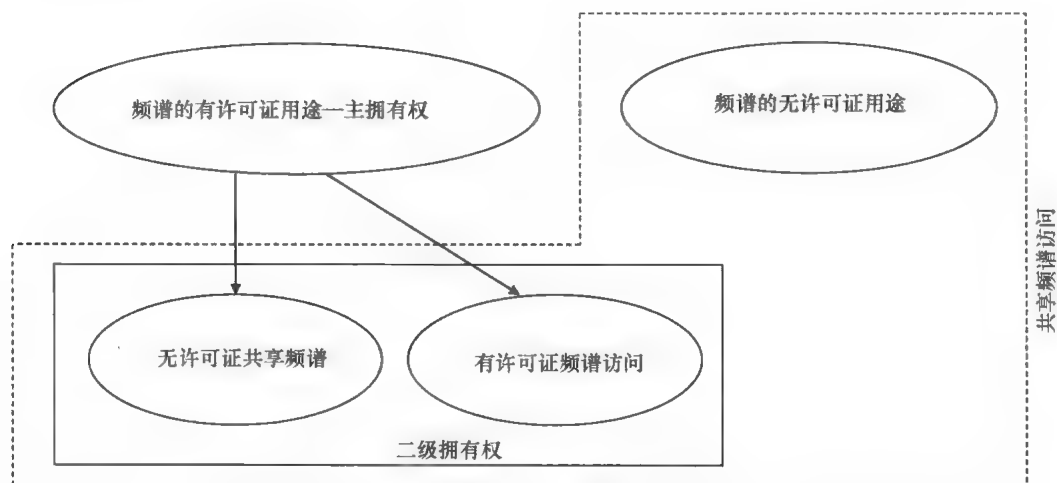 频谱的有许可证用途—主拥有权
频谱的无许可证用途
共享频谱访问
无许可证共享频谱
有许可证频谱访问
二级拥有权